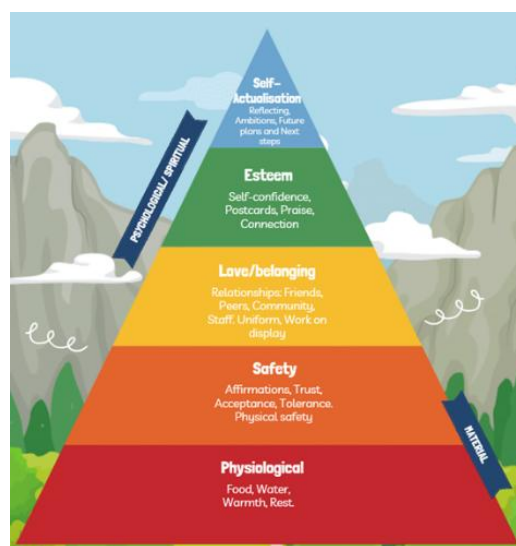 Self-
Actualisation
Reflecting,
Ambitions, Future
plans and Next
steps
PSYCHOLOGICAL/ SPIRITUAL
Esteem
Self-confidence,
Postcards, Praise,
Connection
Love/belonging
Relationships: Friends,
Peers, Community,
Staff. Uniform, Work on
display
Safety
Affirmations, Trust,
Acceptance, Tolerance.
Physical safety
MATERIAL
Physiological
Food, Water,
Warmth, Rest.